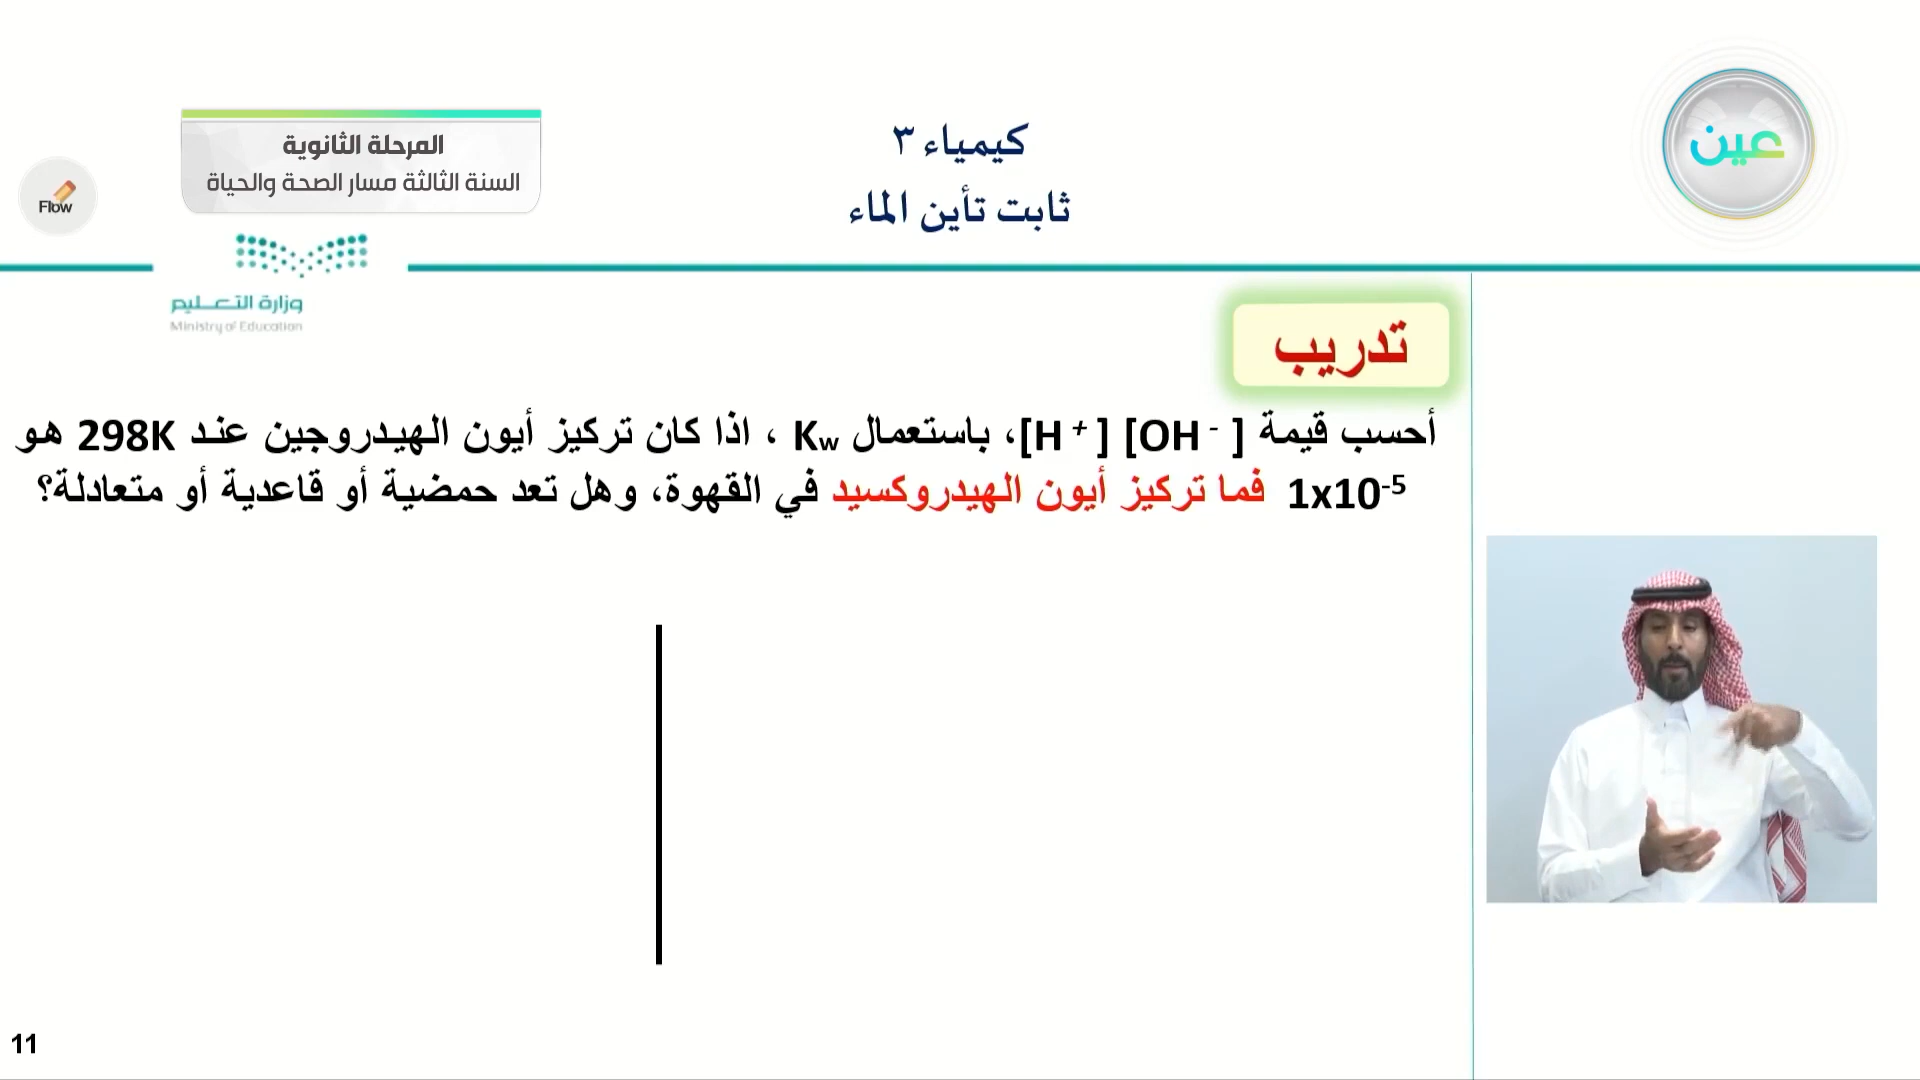 عين
كيمياء ٣
ثابت تأين الماء
المرحلة الثانوية
السنة الثالثة مسار الصحة والحياة
Flow
وزارة التعليم
Ministry of Education
تدريب
أحسب قيمة [H⁺] [OH⁻]، باستعمال Kw ، اذا كان تركيز أيون الهيدروجين عند 298K هو
1x10⁻⁵ فما تركيز أيون الهيدروكسيد في القهوة، وهل تعد حمضية أو قاعدية أو متعادلة؟
11